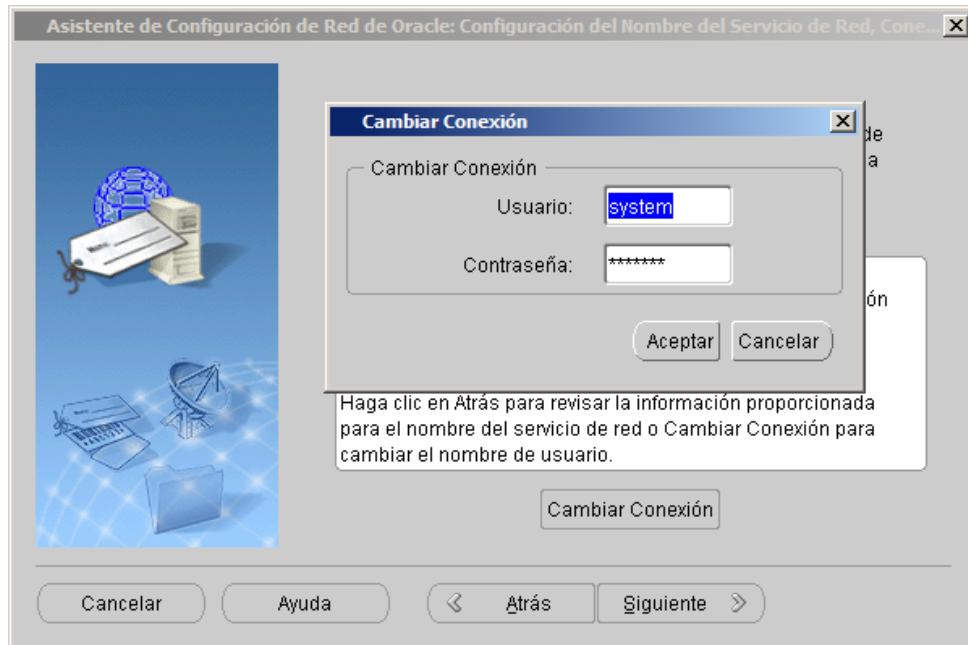 Asistente de Configuración de Red de Oracle: Configuración del Nombre del Servicio de Red, Cone...
Cambiar Conexión
de
a
Cambiar Conexión
Usuario:
system
Contraseña:
*******
ón
Aceptar
Cancelar
Haga clic en Atrás para revisar la información proporcionada
para el nombre del servicio de red o Cambiar Conexión para
cambiar el nombre de usuario.
Cambiar Conexión
Cancelar
Ayuda
Atrás
Siguiente